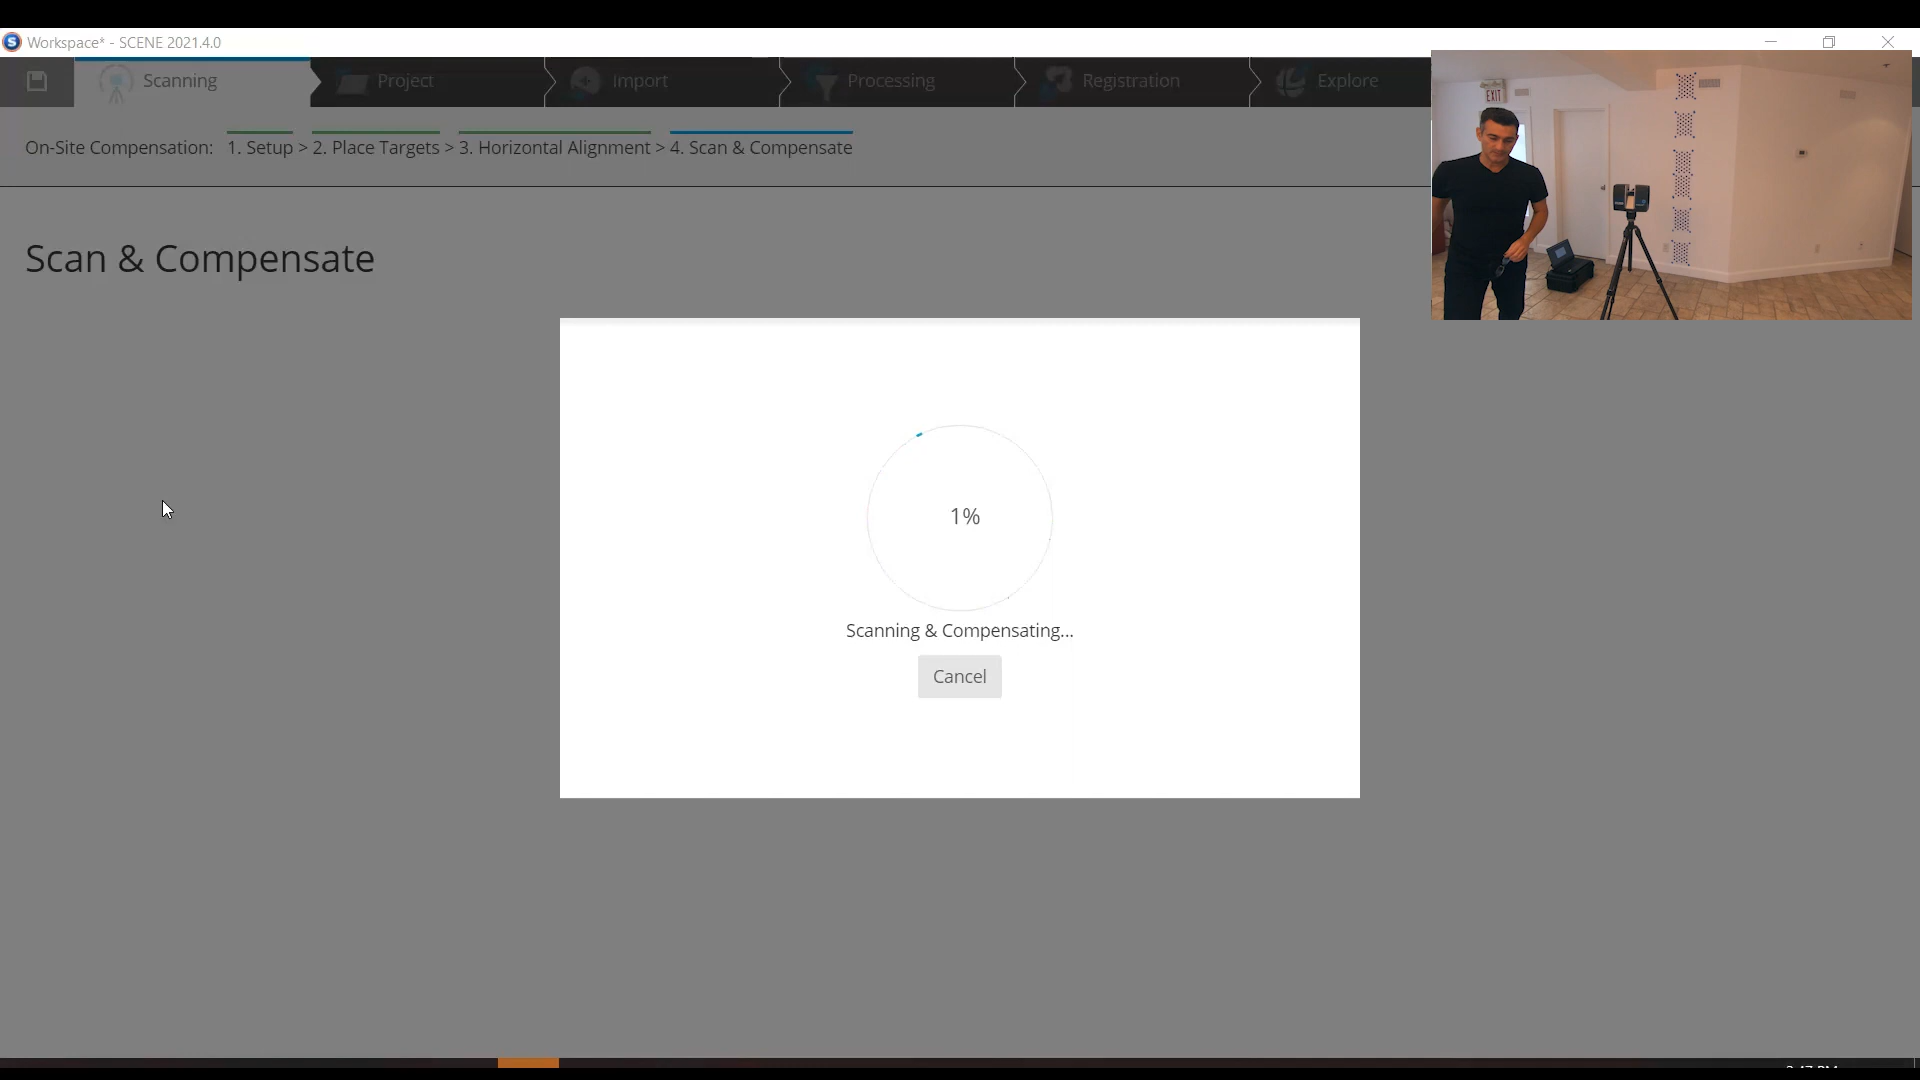 Workspace* - SCENE 2021.4.0
Scanning
Project
Import
Processing
Registration
Explore
On-Site Compensation: 1. Setup > 2. Place Targets > 3. Horizontal Alignment > 4. Scan & Compensate
Scan & Compensate
EXIT
1%
Scanning & Compensating...
Cancel